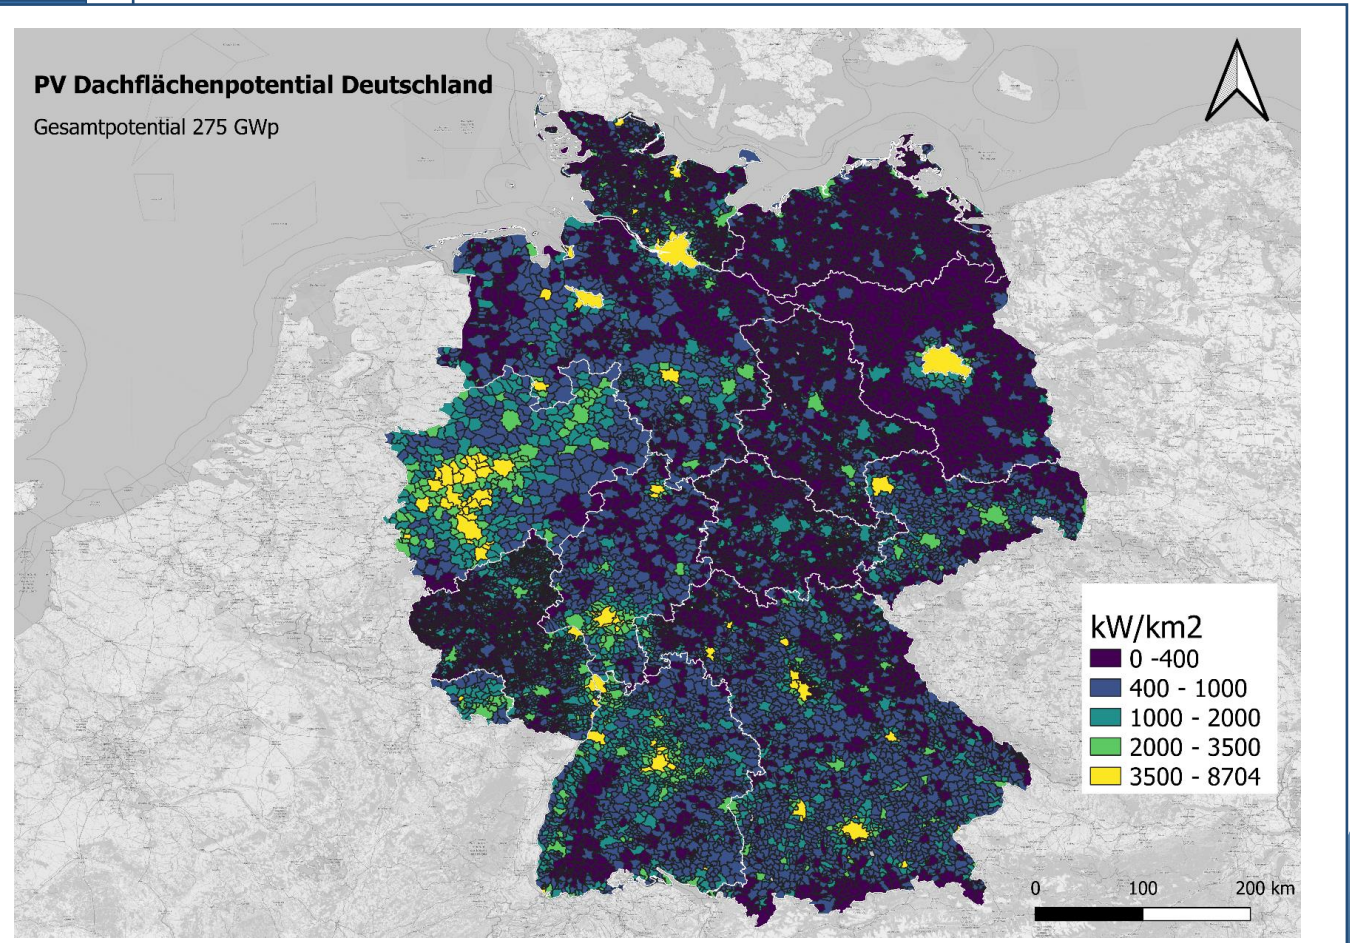 PV Dachflächenpotential Deutschland
Gesamtpotential 275 GWp
kW/km2
0 -400
400 - 1000
1000 - 2000
2000 - 3500
3500 - 8704
0 100 200 km